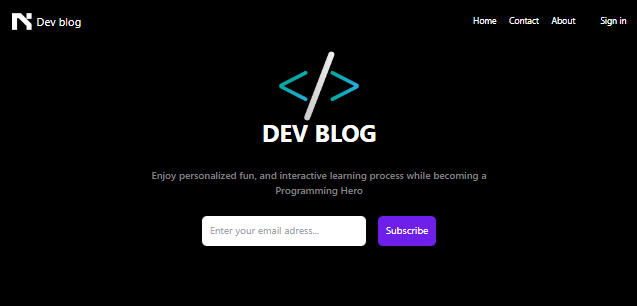 Dev blog
Home Contact About Sign in
DEV BLOG
Enjoy personalized fun, and interactive learning process while becoming a
Programming Hero
Enter your email adress...
Subscribe